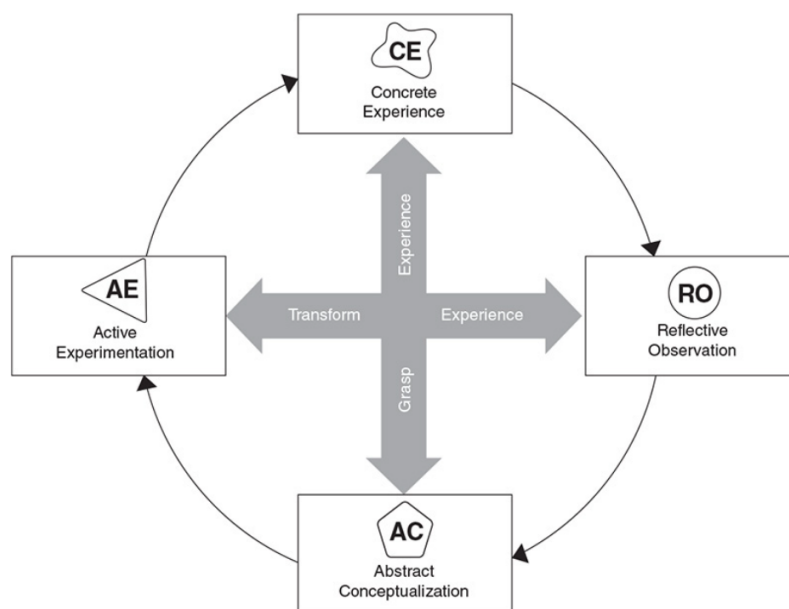 CE
Concrete
Experience
AE
Active
Experimentation
Transform
Experience
Experience
Grasp
RO
Reflective
Observation
AC
Abstract
Conceptualization